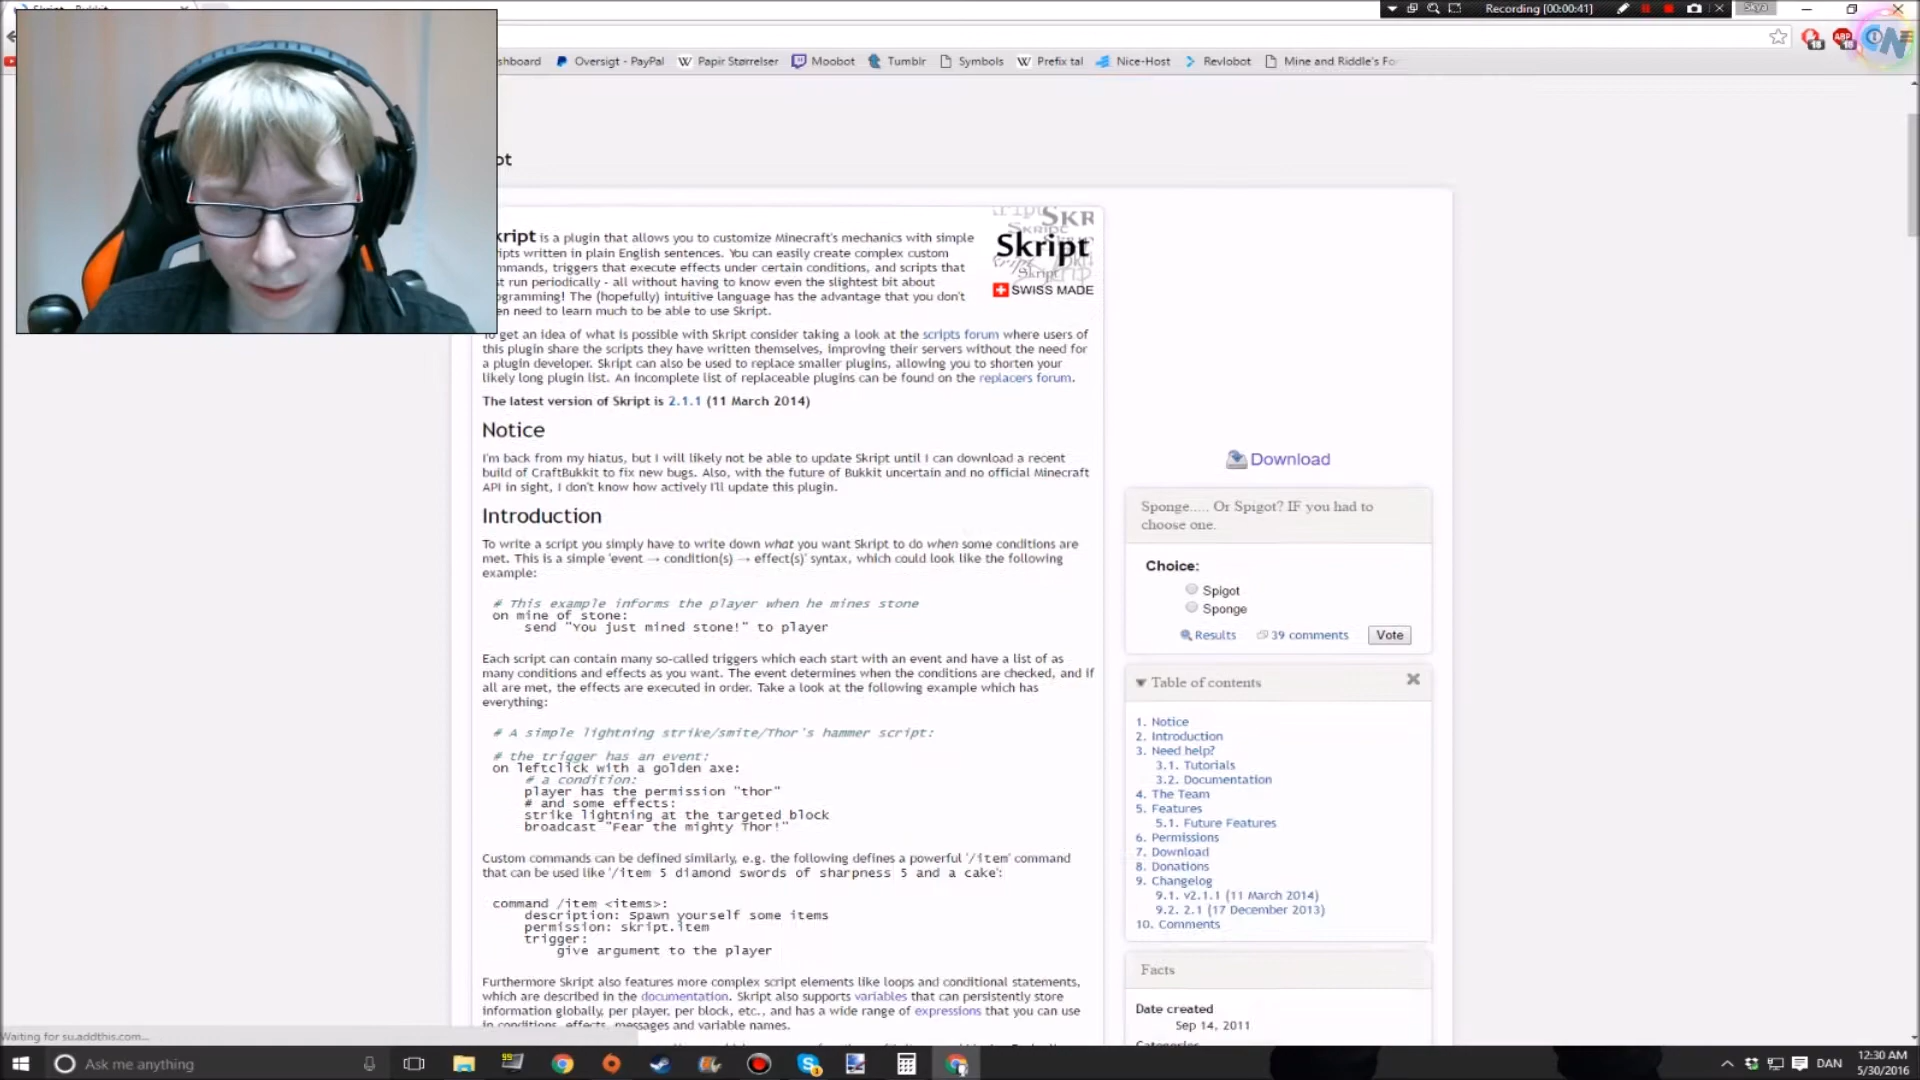 Skript - Bukkit
Recording [00:00:41]
Skyb
shboard
Oversigt - PayPal
Papir Størrelser
Moobot
Tumblr
Symbols
Prefix tal
Nice-Host
Revlobot
Mine and Riddle's Fo
ot
kript is a plugin that allows you to customize Minecraft's mechanics with simple
ripts written in plain English sentences. You can easily create complex custom
mmands, triggers that execute effects under certain conditions, and scripts that
t run periodically - all without having to know even the slightest bit about
ogramming! The (hopefully) intuitive language has the advantage that you don't
en need to learn much to be able to use Skript.
Skript
SWISS MADE
To get an idea of what is possible with Skript consider taking a look at the scripts forum where users of
this plugin share the scripts they have written themselves, improving their servers without the need for
a plugin developer. Skript can also be used to replace smaller plugins, allowing you to shorten your
likely long plugin list. An incomplete list of replaceable plugins can be found on the replacers forum.
The latest version of Skript is 2.1.1 (11 March 2014)
Notice
I'm back from my hiatus, but I will likely not be able to update Skript until I can download a recent
build of CraftBukkit to fix new bugs. Also, with the future of Bukkit uncertain and no official Minecraft
API in sight, I don't know how actively I'll update this plugin.
Introduction
To write a script you simply have to write down what you want Skript to do when some conditions are
met. This is a simple 'event → condition(s) → effect(s)' syntax, which could look like the following
example:
# This example informs the player when he mines stone
on mine of stone:
send "You just mined stone!" to player
Each script can contain many so-called triggers which each start with an event and have a list of as
many conditions and effects as you want. The event determines when the conditions are checked, and if
all are met, the effects are executed in order. Take a look at the following example which has
everything:
# A simple lightning strike/smite/Thor's hammer script:
# the trigger has an event:
on leftclick with a golden axe:
# a condition:
player has the permission "thor"
# and some effects:
strike lightning at the targeted block
broadcast "Fear the mighty Thor!"
Custom commands can be defined similarly, e.g. the following defines a powerful '/item' command
that can be used like '/item 5 diamond swords of sharpness 5 and a cake':
command /item <items>:
description: Spawn yourself some items
permission: skript.item
trigger:
give argument to the player
Furthermore Skript also features more complex script elements like loops and conditional statements,
which are described in the documentation. Skript also supports variables that can persistently store
information globally, per player, per block, etc., and has a wide range of expressions that you can use
in conditions, effects, messages and variable names.
Download
Sponge..... Or Spigot? IF you had to
choose one.
Choice:
Spigot
Sponge
Results
39 comments
Vote
Table of contents
1. Notice
2. Introduction
3. Need help?
3.1. Tutorials
3.2. Documentation
4. The Team
5. Features
5.1. Future Features
6. Permissions
7. Download
8. Donations
9. Changelog
9.1. v2.1.1 (11 March 2014)
9.2. 2.1 (17 December 2013)
10. Comments
Facts
Date created
Sep 14, 2011
Categories
Waiting for su.addthis.com...
Ask me anything
DAN
12:30 AM
5/30/2016